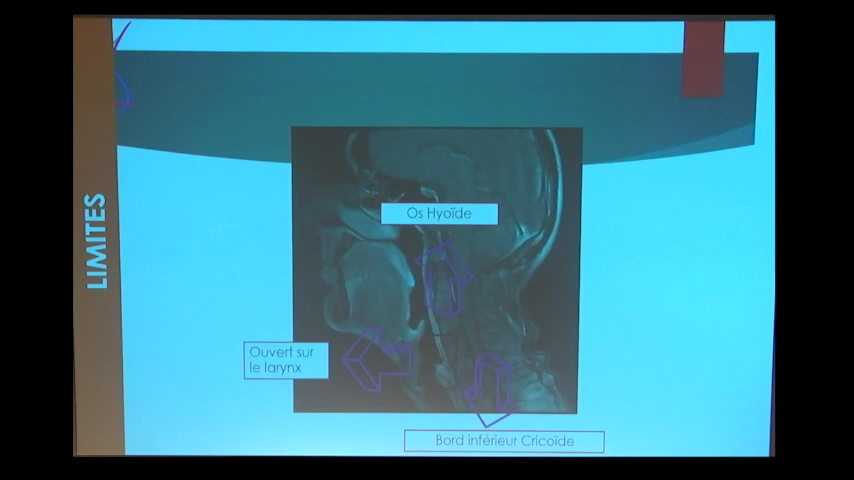 LIMITES
Os Hyoïde
Ouvert sur
le larynx
Bord inférieur Cricoïde